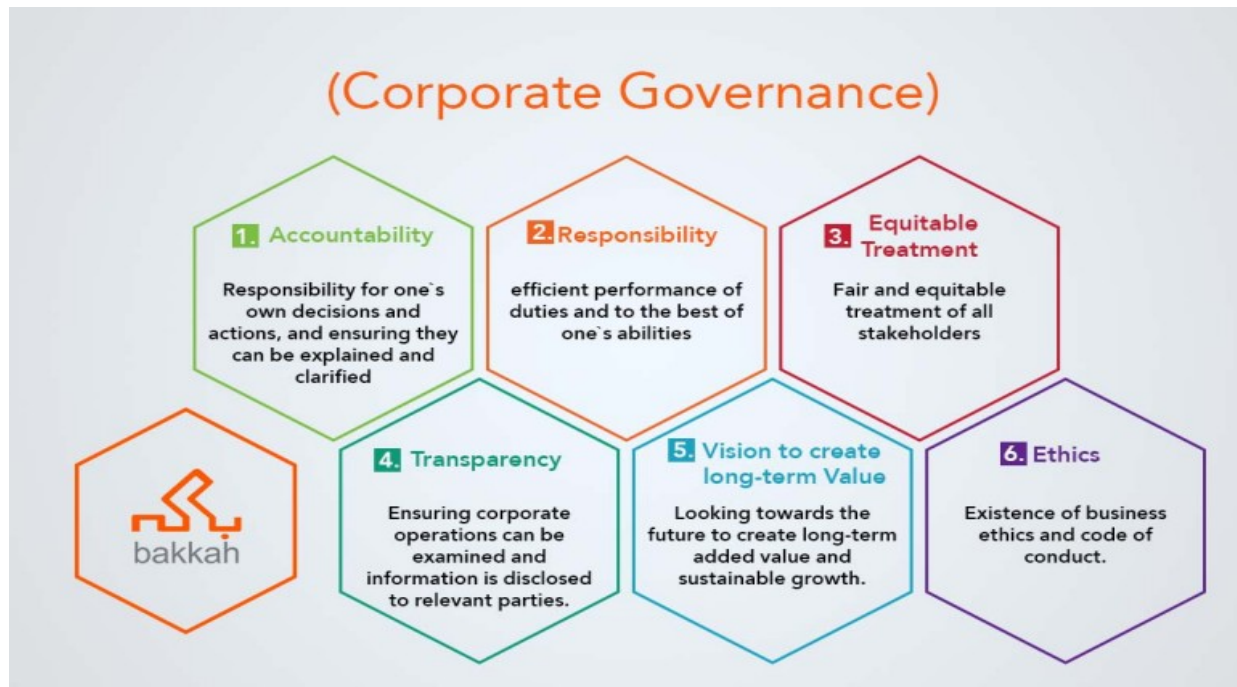 (Corporate Governance)
1. Accountability
Responsibility for one`s
own decisions and
actions, and ensuring they
can be explained and
clarified
2. Responsibility
efficient performance of
duties and to the best of
one`s abilities
3. Equitable
Treatment
Fair and equitable
treatment of all
stakeholders
بكه
bakkah
4. Transparency
Ensuring corporate
operations can be
examined and
information is disclosed
to relevant parties.
5. Vision to create
long-term Value
Looking towards the
future to create long-term
added value and
sustainable growth.
6. Ethics
Existence of business
ethics and code of
conduct.